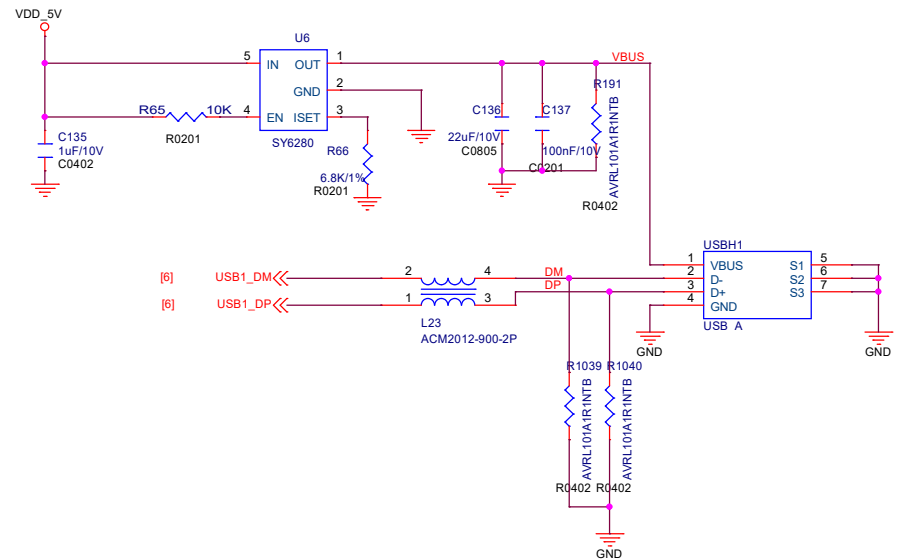 VDD_5V
U6
5
IN
OUT
1
VBUS
GND
2
R65
10K
4
EN
ISET
3
R0201
SY6280
C135
1uF/10V
C0402
R66
6.8K/1%
R0201
C136
22uF/10V
C0805
C137
100nF/10V
C0201
R191
AVRL101A1R1NTB
R0402
USBH1
1
VBUS
S1
5
2
D-
S2
6
3
D+
S3
7
4
GND
USB A
GND
GND
[6]
USB1_DM
2
4
DM
[6]
USB1_DP
1
3
DP
L23
ACM2012-900-2P
R1039
AVRL101A1R1NTB
R0402
R1040
AVRL101A1R1NTB
R0402
GND